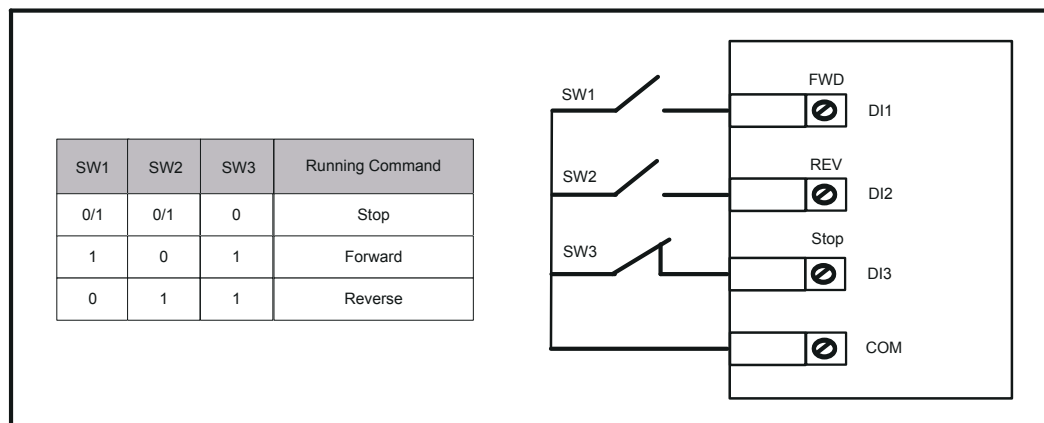 SW1 SW2 SW3 Running Command
0/1 0/1 0 Stop
1 0 1 Forward
0 1 1 Reverse
SW1
FWD
DI1
SW2
REV
DI2
SW3
Stop
DI3
COM